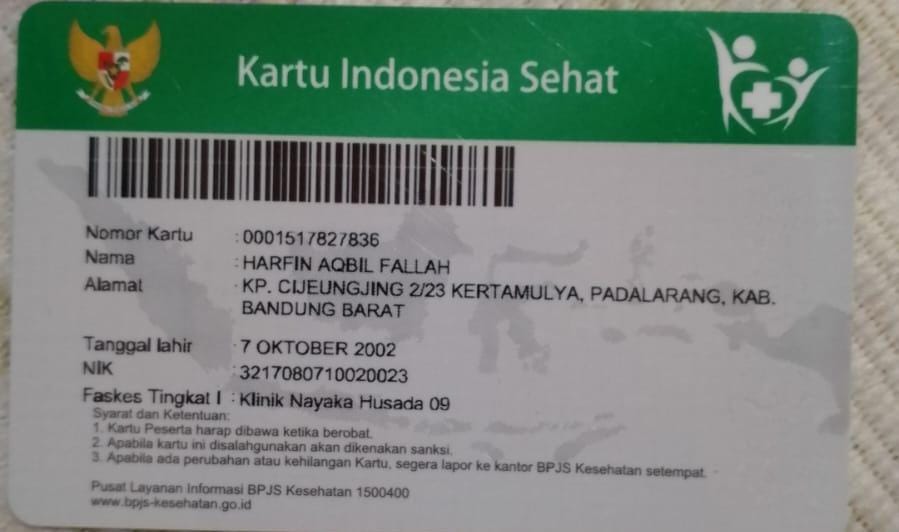 Kartu Indonesia Sehat
Nomor Kartu : 0001517827836
Nama : HARFIN AQBIL FALLAH
Alamat : KP. CIJEUNGJING 2/23 KERTAMULYA, PADALARANG, KAB.
BANDUNG BARAT
Tanggal lahir : 7 OKTOBER 2002
NIK : 3217080710020023
Faskes Tingkat I : Klinik Nayaka Husada 09
Syarat dan Ketentuan:
1. Kartu Peserta harap dibawa ketika berobat.
2. Apabila kartu ini disalahgunakan akan dikenakan sanksi.
3. Apabila ada perubahan atau kehilangan Kartu, segera lapor ke kantor BPJS Kesehatan setempat.
Pusat Layanan Informasi BPJS Kesehatan 1500400
www.bpjs-kesehatan.go.id